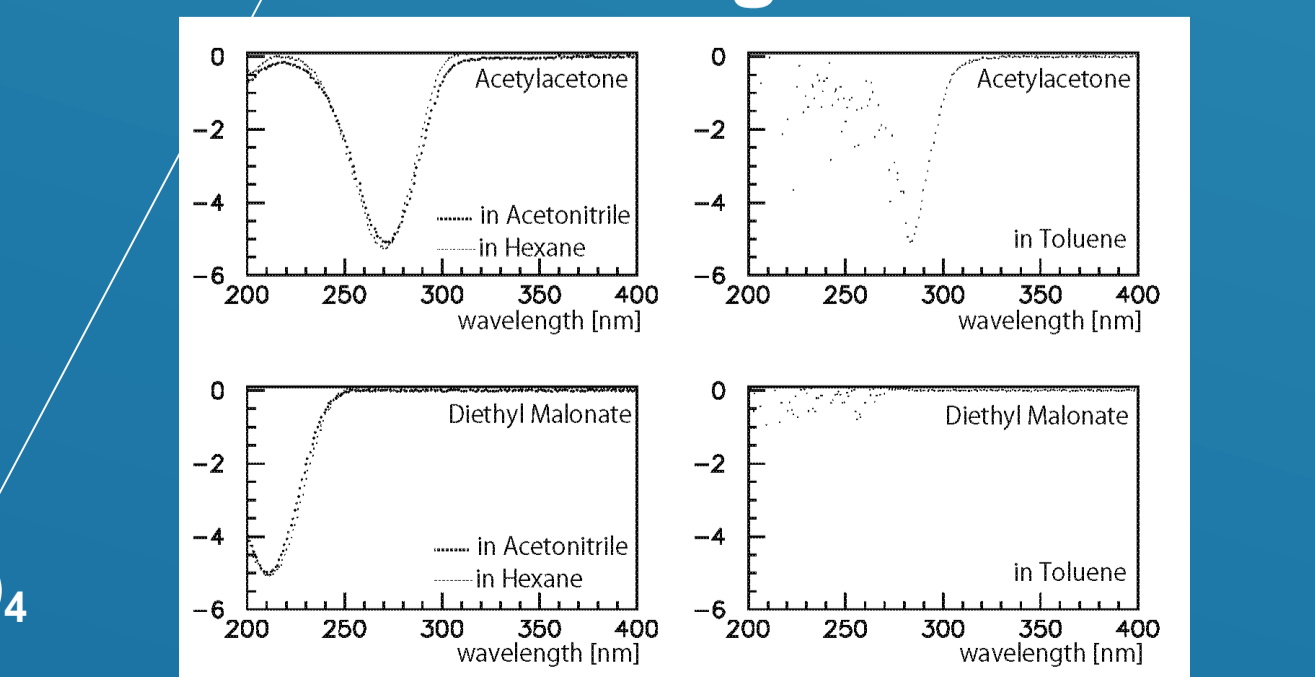 g
0
−2
−4
−6
Acetylacetone
in Acetonitrile
in Hexane
200 250 300 350 400
wavelength [nm]
0
−2
−4
−6
Acetylacetone
in Toluene
200 250 300 350 400
wavelength [nm]
0
−2
−4
−6
Diethyl Malonate
in Acetonitrile
in Hexane
200 250 300 350 400
wavelength [nm]
0
−2
−4
−6
Diethyl Malonate
in Toluene
200 250 300 350 400
wavelength [nm]
)4